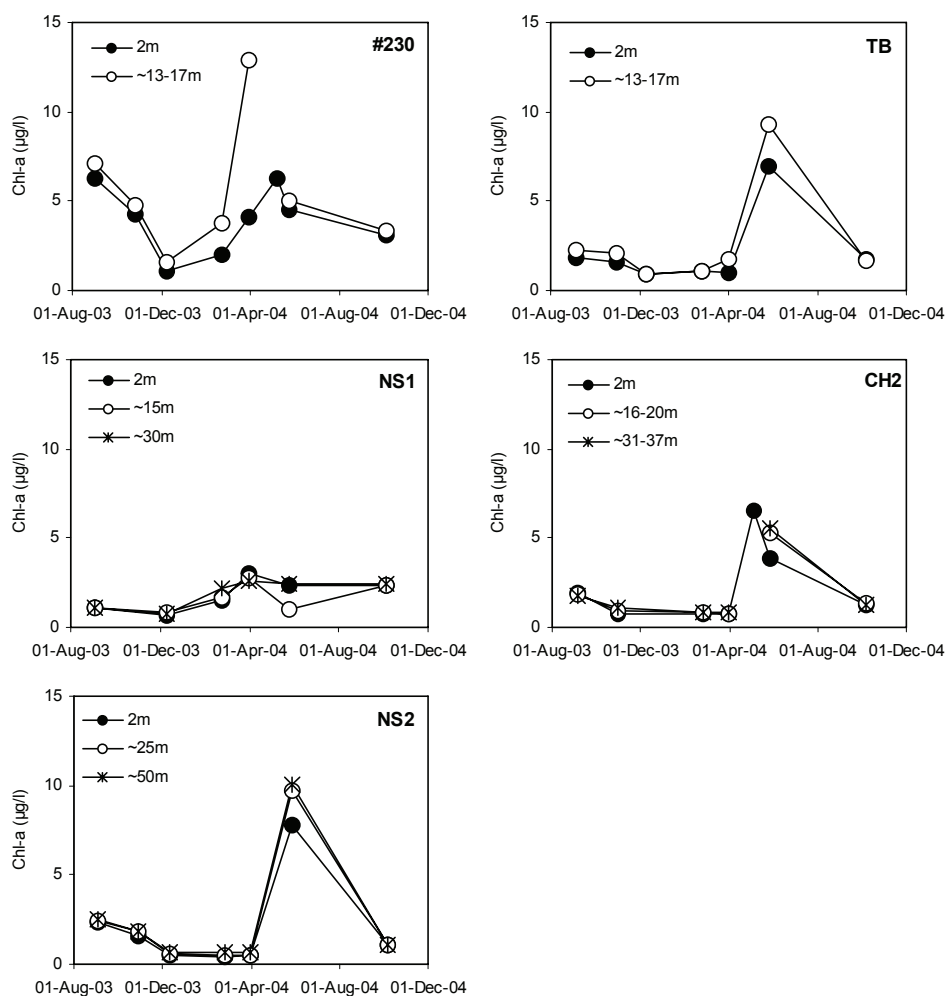 #230
2m
~13-17m
Chl-a (µg/l)
15
10
5
0
01-Aug-03 01-Dec-03 01-Apr-04 01-Aug-04 01-Dec-04
TB
2m
~13-17m
15
10
5
0
01-Aug-03 01-Dec-03 01-Apr-04 01-Aug-04 01-Dec-04
NS1
2m
~15m
~30m
Chl-a (µg/l)
15
10
5
0
01-Aug-03 01-Dec-03 01-Apr-04 01-Aug-04 01-Dec-04
CH2
2m
~16-20m
~31-37m
Chl-a (µg/l)
15
10
5
0
01-Aug-03 01-Dec-03 01-Apr-04 01-Aug-04 01-Dec-04
NS2
2m
~25m
~50m
Chl-a (µg/l)
15
10
5
0
01-Aug-03 01-Dec-03 01-Apr-04 01-Aug-04 01-Dec-04